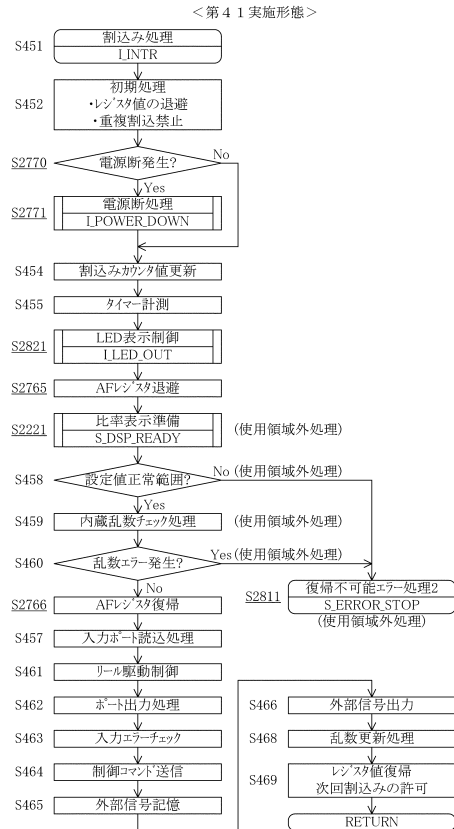 ＜第４１実施形態＞
S451
割込み処理
I_INTR
S452
初期処理
・レジスタ値の退避
・重複割込禁止
S2770
電源断発生?
No
Yes
S2771
電源断処理
I_POWER_DOWN
S454
割込みカウンタ値更新
S455
タイマー計測
S2821
LED表示制御
I_LED_OUT
S2765
AFレジスタ退避
S2221
比率表示準備
S_DSP_READY
(使用領域外処理)
S458
設定値正常範囲?
No (使用領域外処理)
Yes
S459
内蔵乱数チェック処理
(使用領域外処理)
S460
乱数エラー発生?
Yes(使用領域外処理)
No
S2811
復帰不可能エラー処理2
S_ERROR_STOP
(使用領域外処理)
S2766
AFレジスタ復帰
S457
入力ポート読込処理
S461
リール駆動制御
S462
ポート出力処理
S463
入力エラーチェック
S464
制御コマンド送信
S465
外部信号記憶
S466
外部信号出力
S468
乱数更新処理
S469
レジスタ値復帰
次回割込みの許可
RETURN